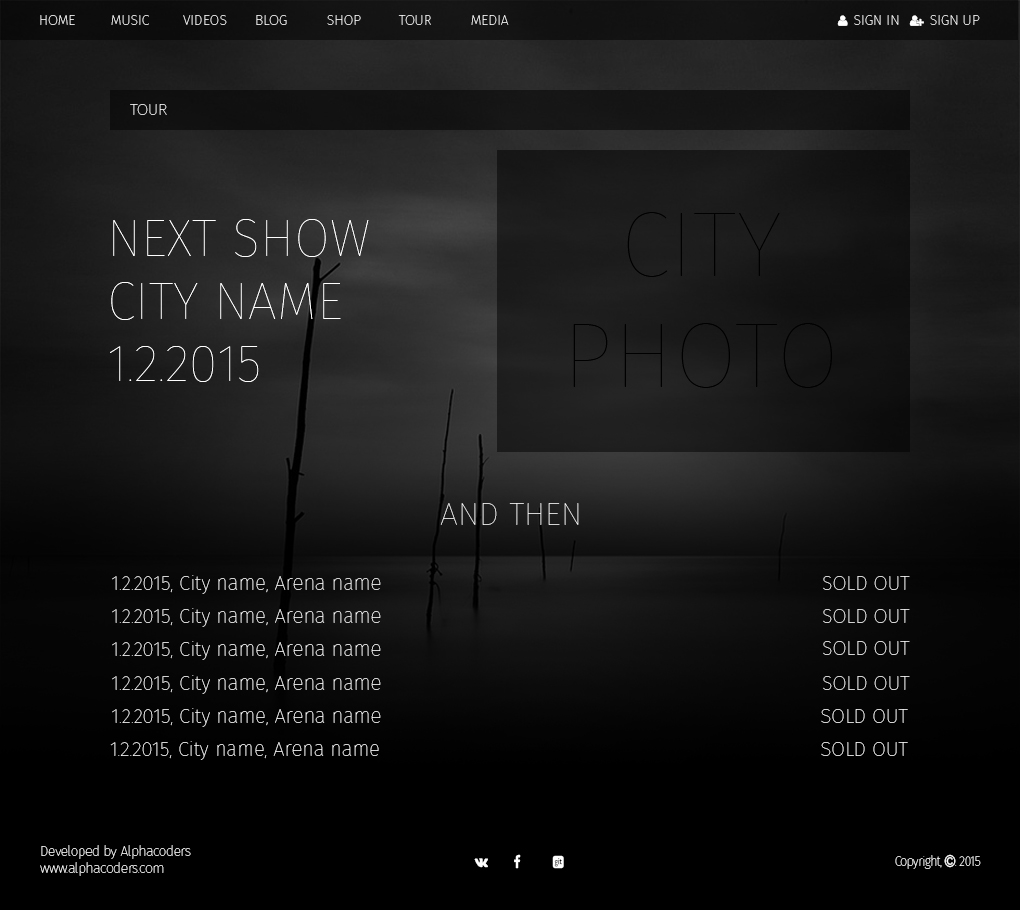 HOME MUSIC VIDEOS BLOG SHOP TOUR MEDIA SIGN IN SIGN UP
TOUR
NEXT SHOW
CITY NAME
1.2.2015
CITY
PHOTO
AND THEN
1.2.2015, City name, Arena name SOLD OUT
1.2.2015, City name, Arena name SOLD OUT
1.2.2015, City name, Arena name SOLD OUT
1.2.2015, City name, Arena name SOLD OUT
1.2.2015, City name, Arena name SOLD OUT
1.2.2015, City name, Arena name SOLD OUT
Developed by Alphacoders
www.alphacoders.com
git
Copyright, © 2015